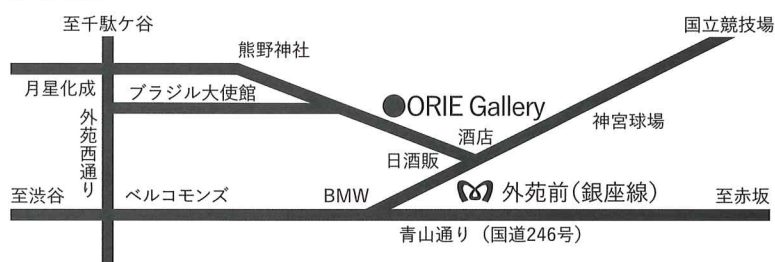 至千駄ケ谷
国立競技場
熊野神社
月星化成
ブラジル大使館
ORIE Gallery
外苑西通り
酒店
神宮球場
日酒販
至渋谷
ベルコモンズ
BMW
外苑前(銀座線)
至赤坂
青山通り(国道246号)